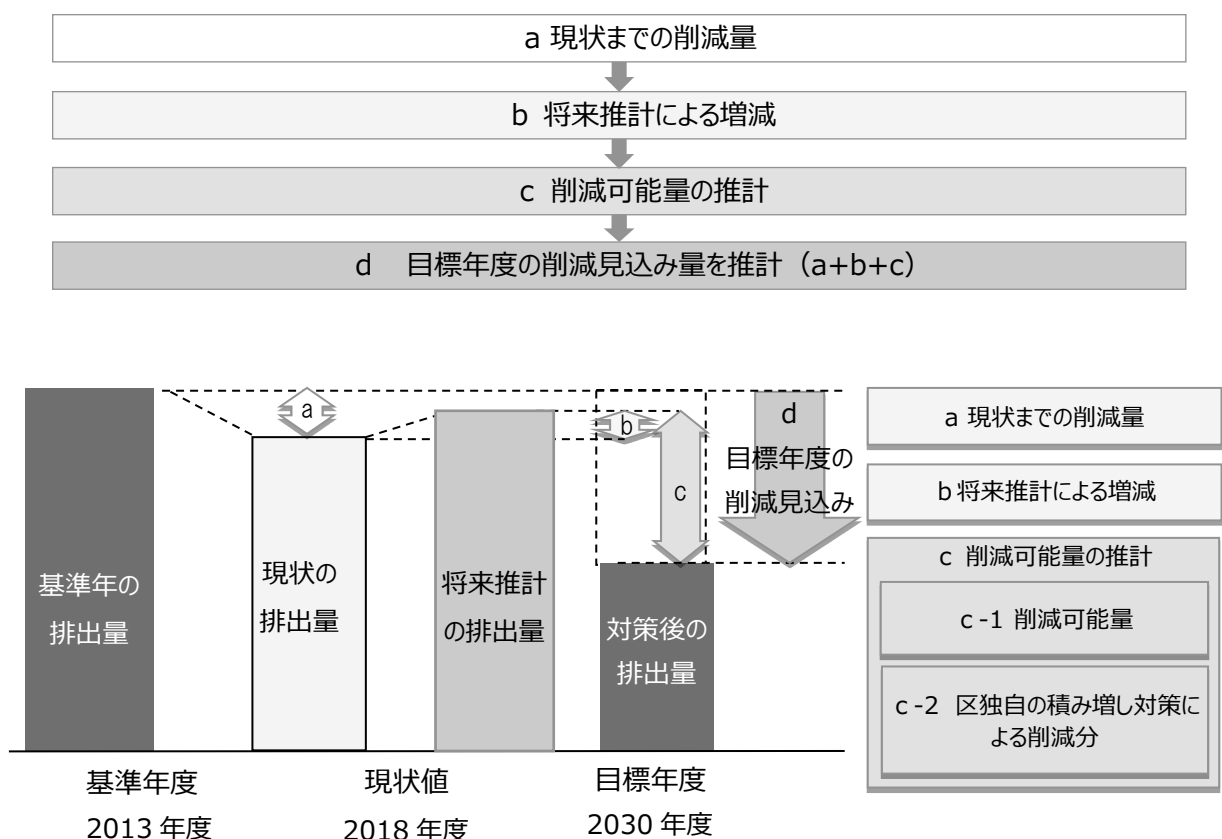 a 現状までの削減量
b 将来推計による増減
c 削減可能量の推計
d 目標年度の削減見込み量を推計（a+b+c）
a
b
c
d
目標年度の
削減見込み
基準年の
排出量
現状の
排出量
将来推計
の排出量
対策後の
排出量
a 現状までの削減量
b 将来推計による増減
c 削減可能量の推計
c -1 削減可能量
c -2 区独自の積み増し対策に
よる削減分
基準年度
2013 年度
現状値
2018 年度
目標年度
2030 年度